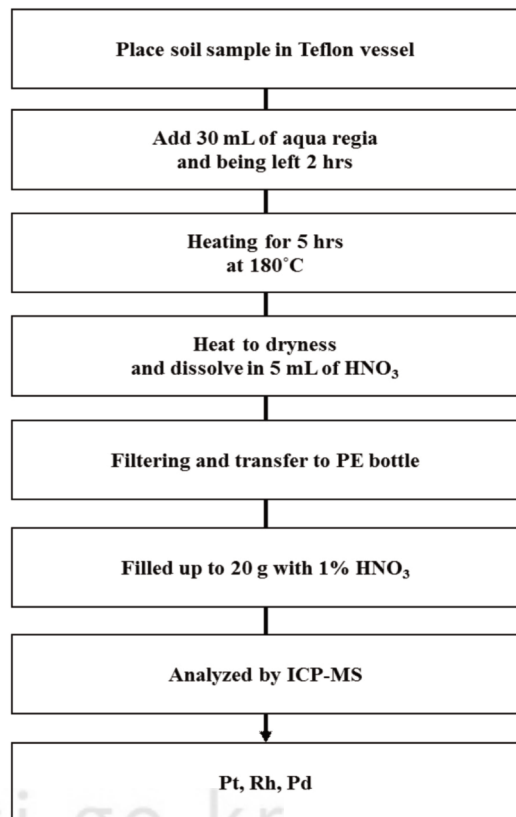 Place soil sample in Teflon vessel
Add 30 mL of aqua regia
and being left 2 hrs
Heating for 5 hrs
at 180˚C
Heat to dryness
and dissolve in 5 mL of HNO₃
Filtering and transfer to PE bottle
Filled up to 20 g with 1% HNO₃
Analyzed by ICP-MS
Pt, Rh, Pd